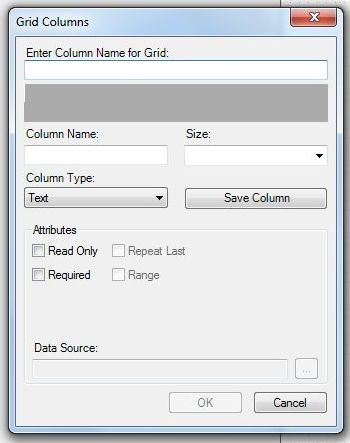 Grid Columns
Enter Column Name for Grid:
Column Name: Size:
Column Type:
Text Save Column
Attributes
Read Only Repeat Last
Required Range
Data Source:
...
OK Cancel